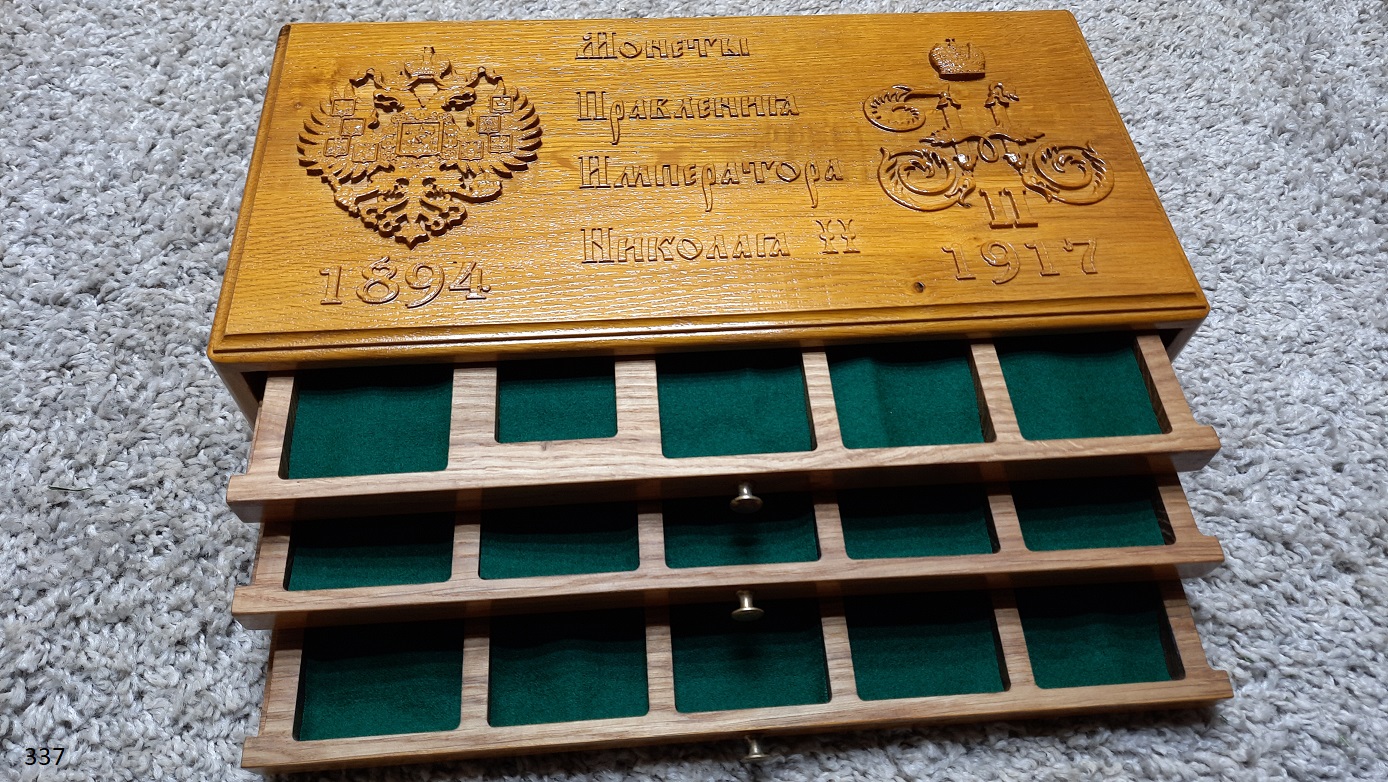 Монеты
Правления
Императора
Николая II
II
1894
1917
337